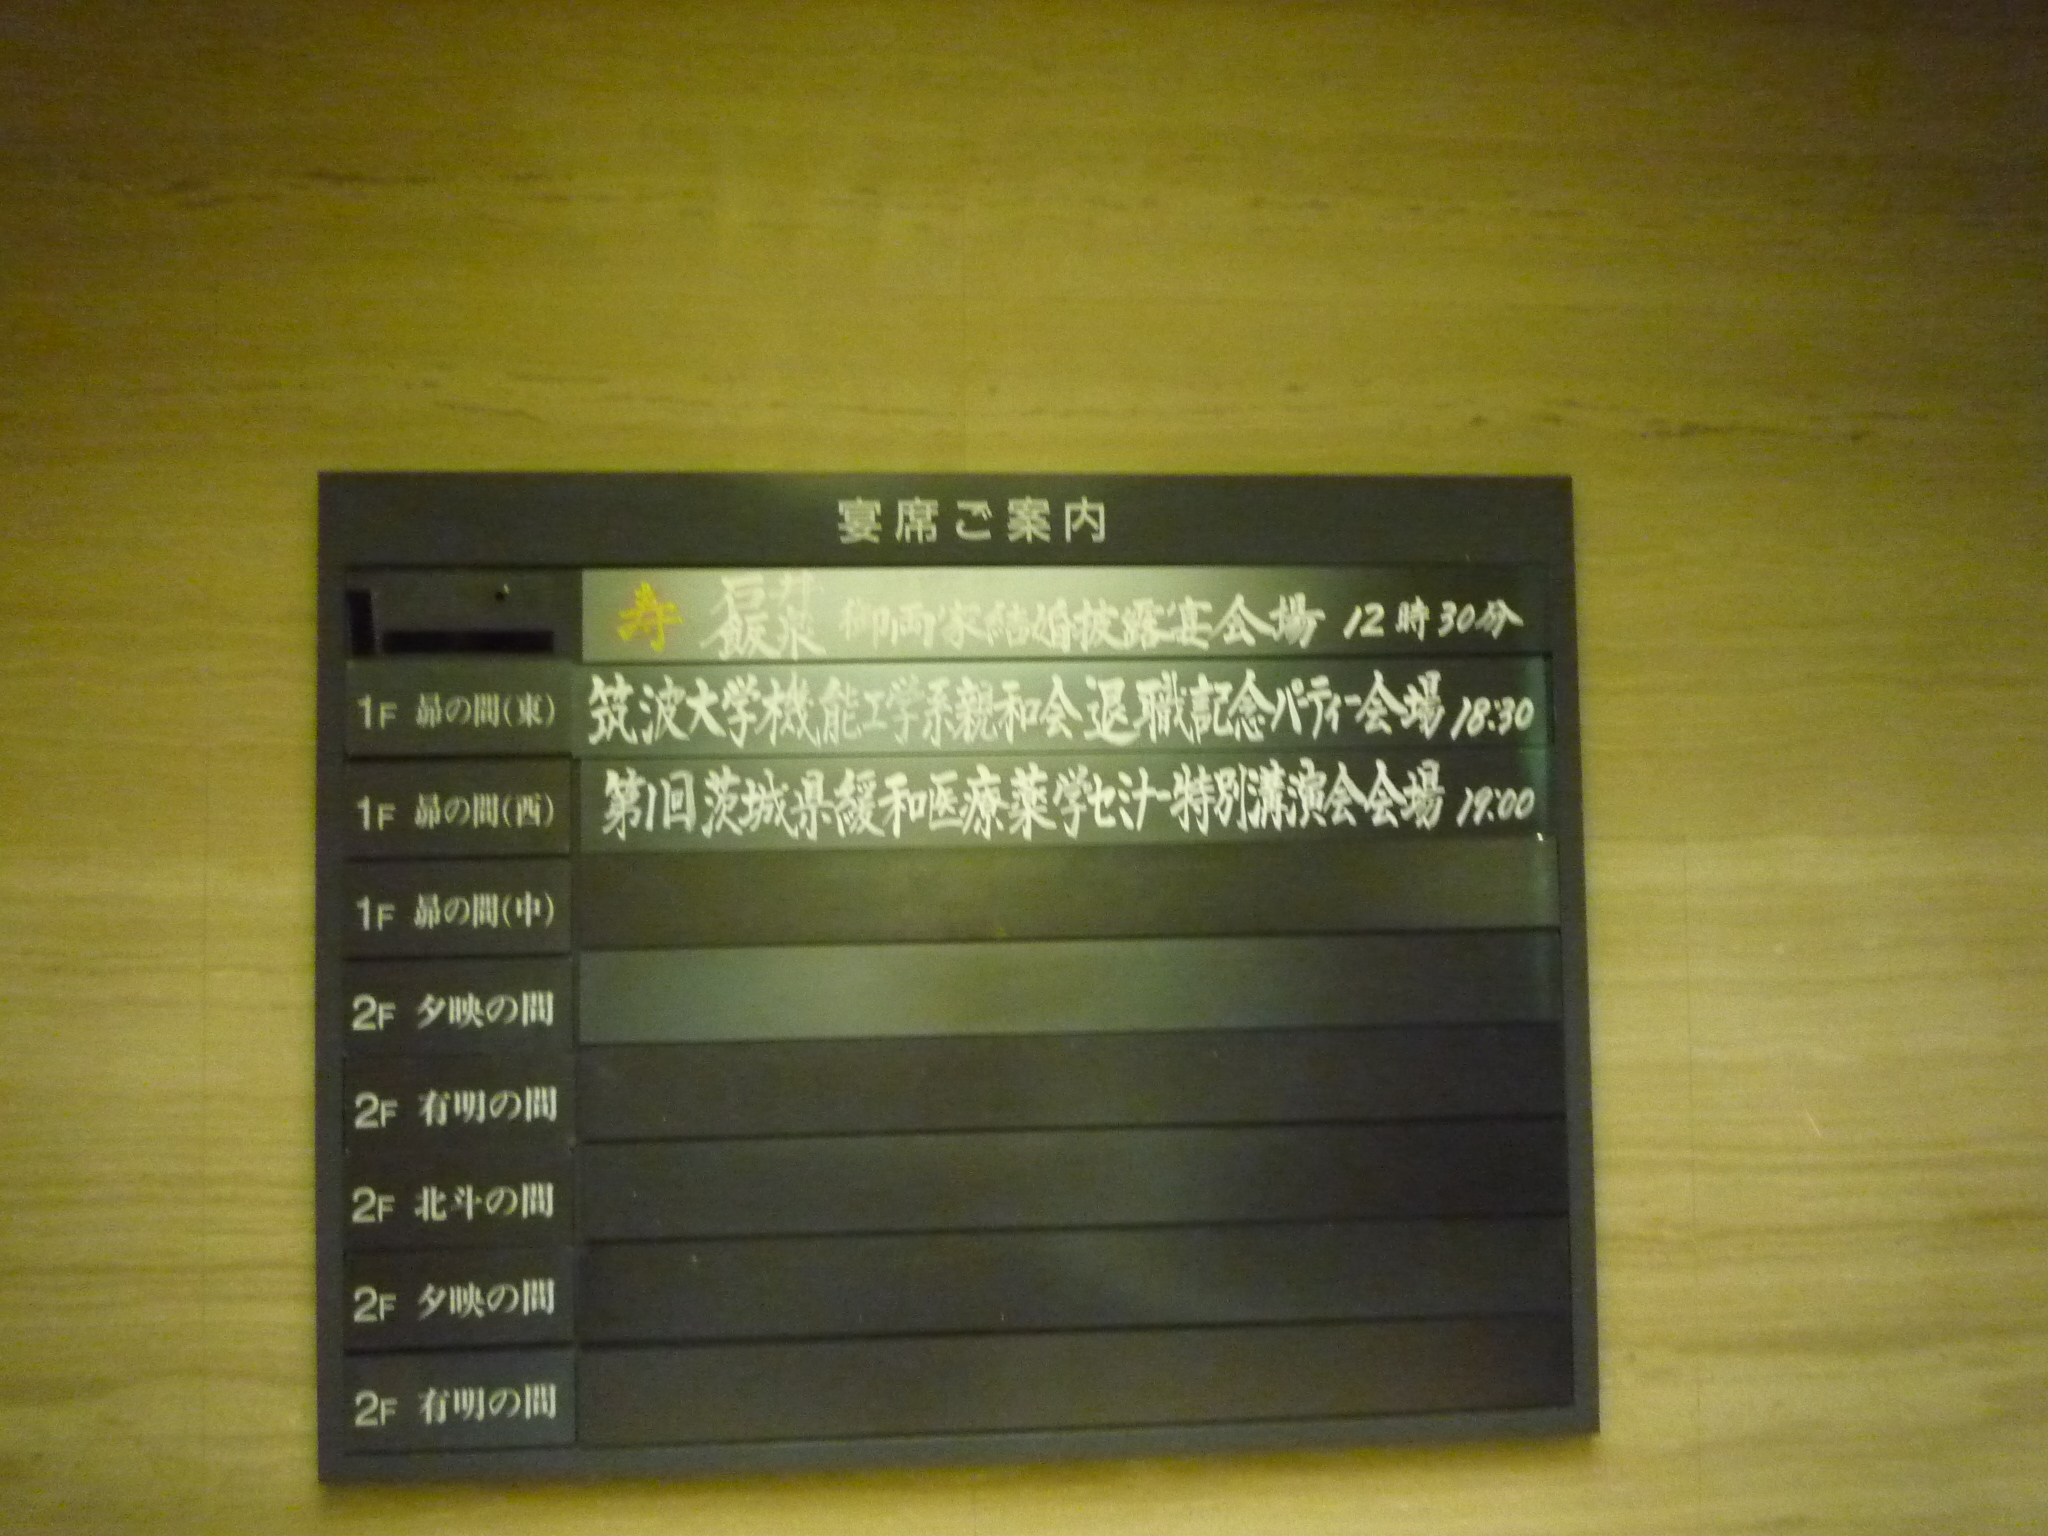 宴席ご案内
寿 石井 飯泉 御両家結婚披露宴会場 12時30分
1F 昴の間(東) 筑波大学機能工学系親和会退職記念パーティー会場 18:30
1F 昴の間(西) 第11回茨城県緩和医療薬学セミナー特別講演会会場 19:00
1F 昴の間(中)
2F 夕映の間
2F 有明の間
2F 北斗の間
2F 夕映の間
2F 有明の間